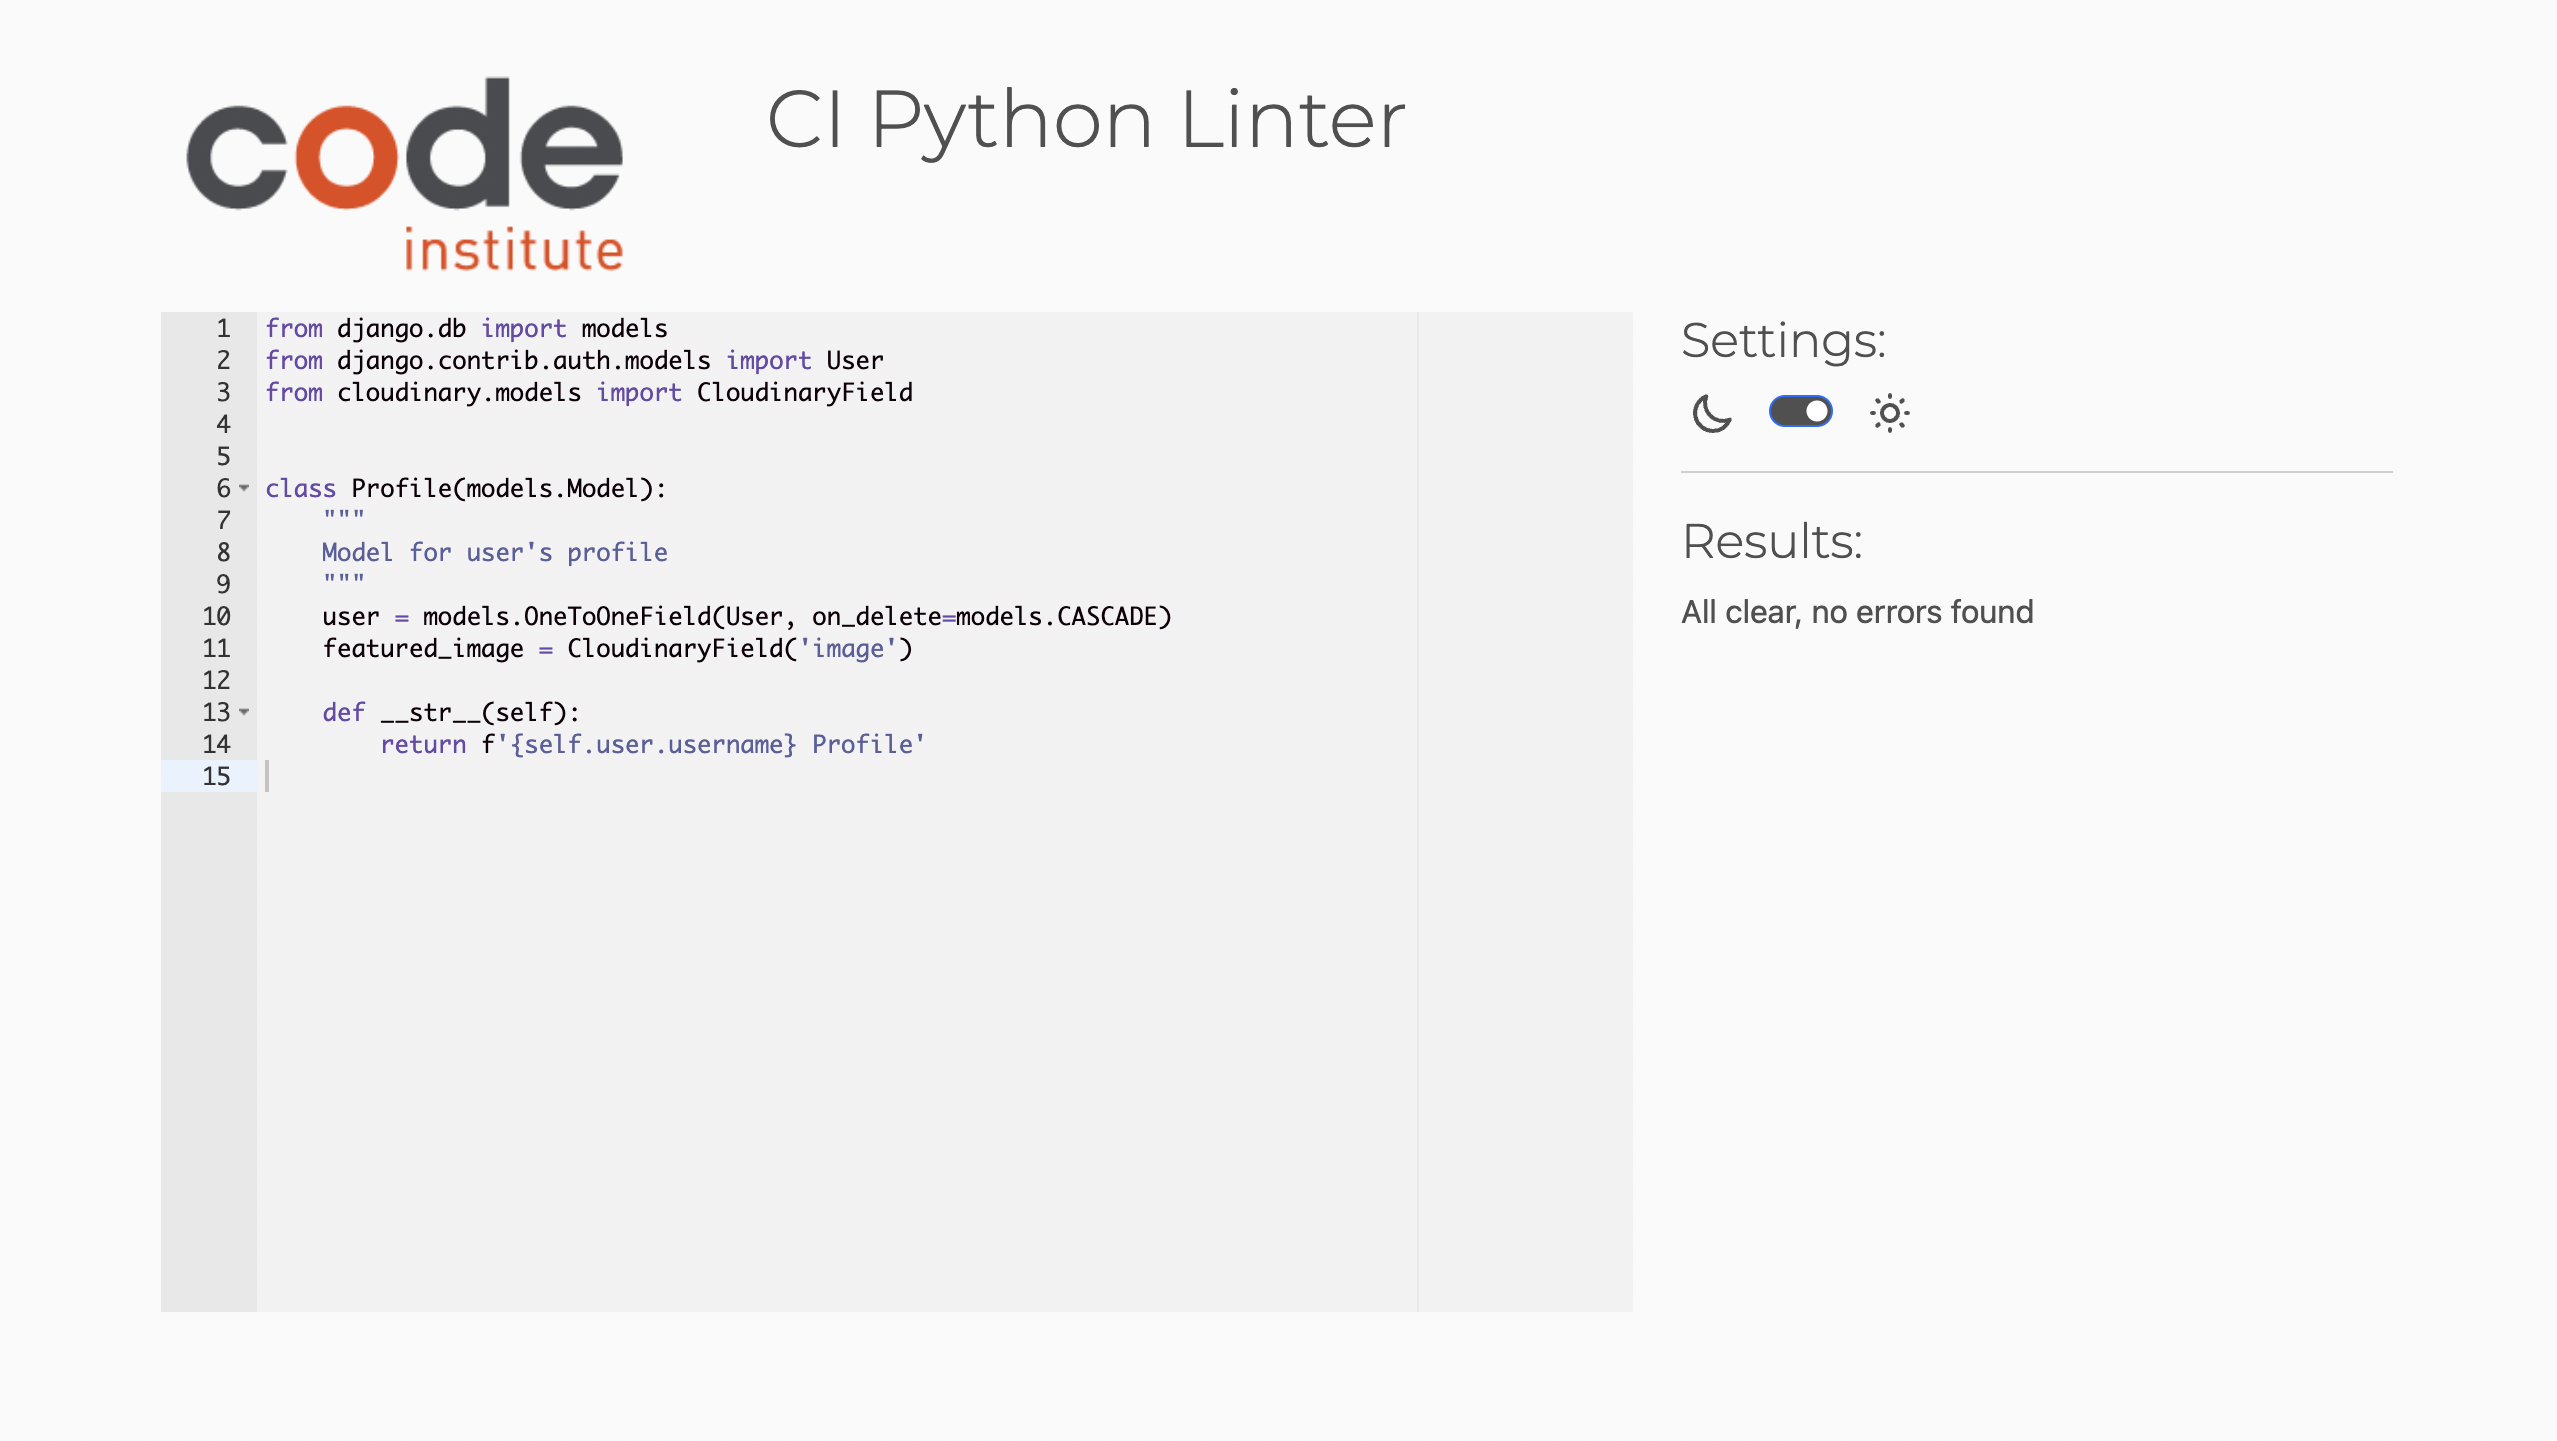 code
institute
CI Python Linter
1 from django.db import models
2 from django.contrib.auth.models import User
3 from cloudinary.models import CloudinaryField
4
5
6 class Profile(models.Model):
7     """
8     Model for user's profile
9     """
10     user = models.OneToOneField(User, on_delete=models.CASCADE)
11     featured_image = CloudinaryField('image')
12
13     def __str__(self):
14         return f'{self.user.username} Profile'
15
Settings:
Results:
All clear, no errors found